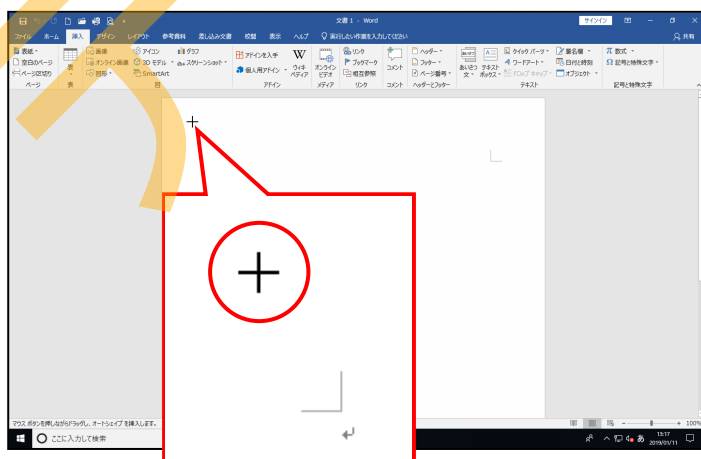 文書 1 - Word
サインイン
ファイル ホーム 挿入 デザイン レイアウト 参考資料 差し込み文書 校閲 表示 ヘルプ 実行したい作業を入力してください 共有
表紙
空白のページ
ページ区切り
ページ
表
表
画像
オンライン画像
図形
アイコン
3D モデル
SmartArt
グラフ
スクリーンショット
図
アドインを入手
個人用アドイン
ウィキペディア
アドイン
オンライン
ビデオ
メディア
リンク
ブックマーク
相互参照
リンク
コメント
コメント
ヘッダー
フッター
ページ番号
ヘッダーとフッター
あいさつ
文
テキスト
ボックス
クイック パーツ
ワードアート
ドロップ キャップ
署名欄
日付と時刻
オブジェクト
テキスト
π 数式
Ω 記号と特殊文字
記号と特殊文字
マウス ボタンを押しながらドラッグし、オートシェイプを挿入します。
100%
ここに入力して検索
あ
13:17
2019/01/11